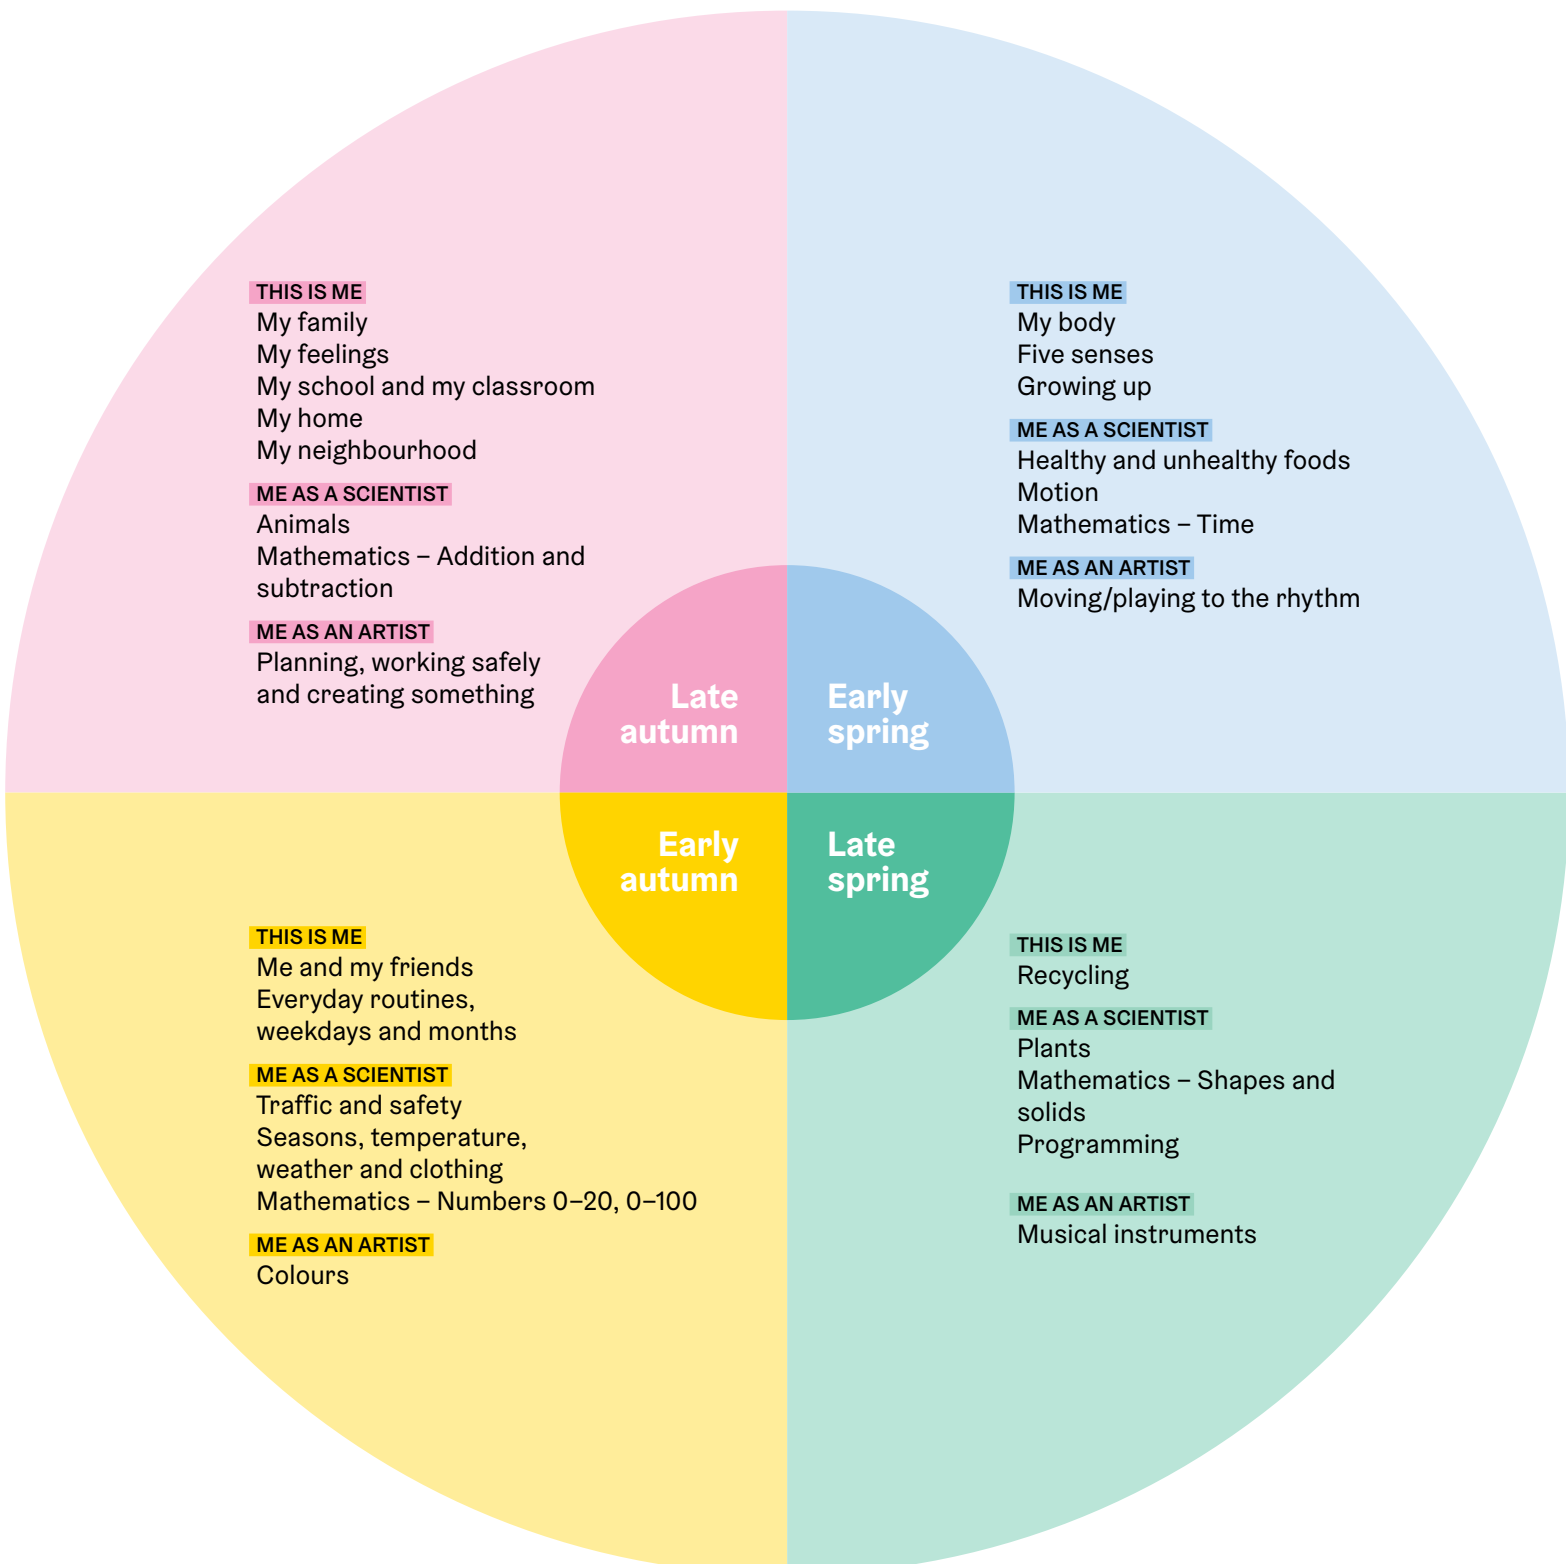 THIS IS ME
My family
My feelings
My school and my classroom
My home
My neighbourhood
ME AS A SCIENTIST
Animals
Mathematics – Addition and
subtraction
ME AS AN ARTIST
Planning, working safely
and creating something
Late
autumn
THIS IS ME
My body
Five senses
Growing up
ME AS A SCIENTIST
Healthy and unhealthy foods
Motion
Mathematics – Time
ME AS AN ARTIST
Moving/playing to the rhythm
Early
spring
Early
autumn
THIS IS ME
Me and my friends
Everyday routines,
weekdays and months
ME AS A SCIENTIST
Traffic and safety
Seasons, temperature,
weather and clothing
Mathematics – Numbers 0–20, 0–100
ME AS AN ARTIST
Colours
Late
spring
THIS IS ME
Recycling
ME AS A SCIENTIST
Plants
Mathematics – Shapes and
solids
Programming
ME AS AN ARTIST
Musical instruments